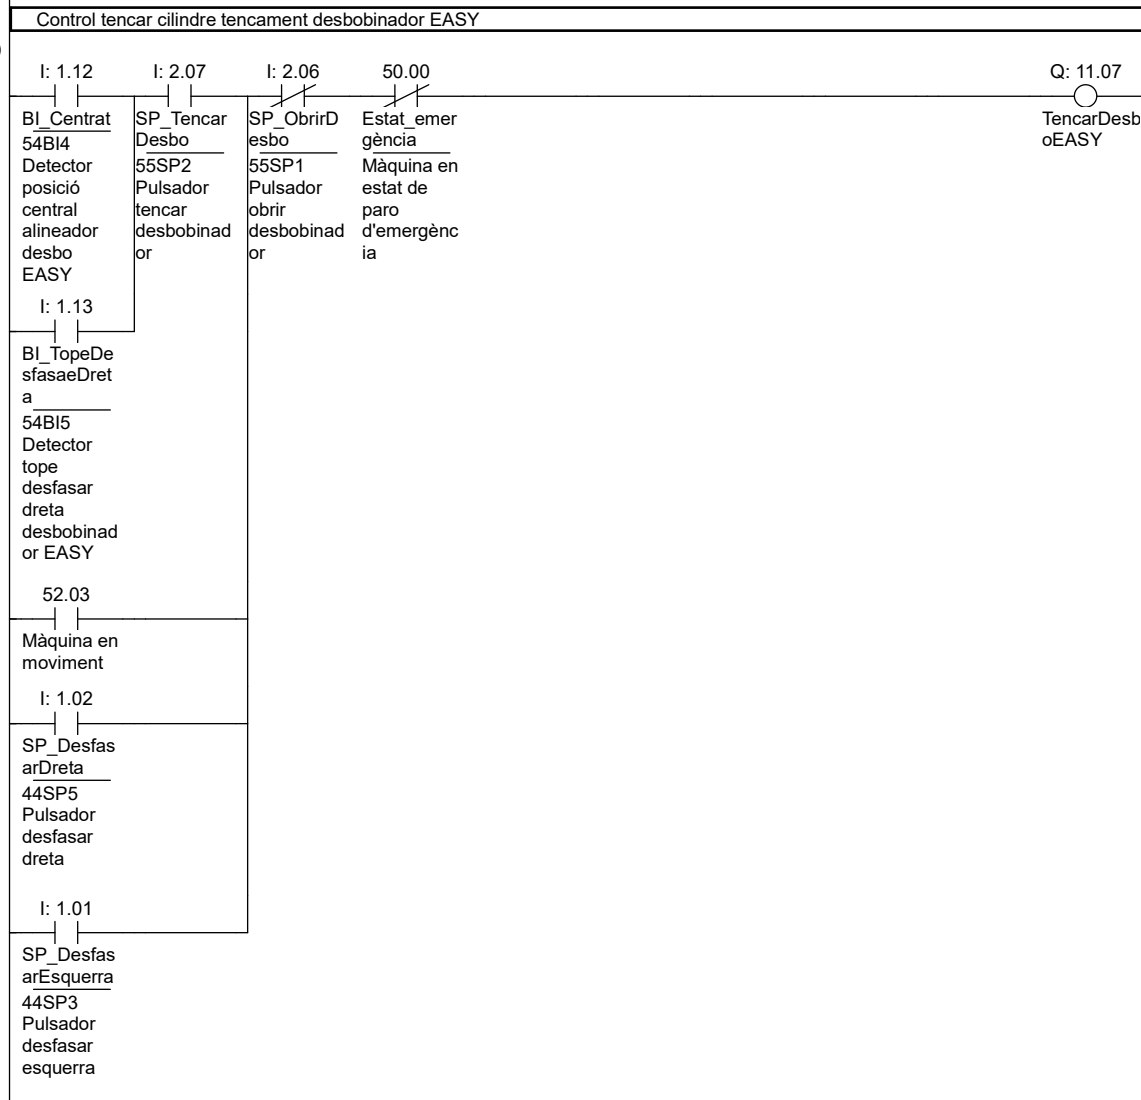 Control tencar cilindre tencament desbobinador EASY
I: 1.12
I: 2.07
I: 2.06
50.00
Q: 11.07
BI_Centrat
54BI4
Detector
posició
central
alineador
desbo
EASY
SP_Tencar
Desbo
55SP2
Pulsador
tencar
desbobinad
or
SP_ObrirD
esbo
55SP1
Pulsador
obrir
desbobinad
or
Estat_emer
gència
Màquina en
estat de
paro
d'emergènc
ia
TencarDesb
oEASY
I: 1.13
BI_TopeDe
sfasaeDret
a
54BI5
Detector
tope
desfasar
dreta
desbobinad
or EASY
52.03
Màquina en
moviment
I: 1.02
SP_Desfas
arDreta
44SP5
Pulsador
desfasar
dreta
I: 1.01
SP_Desfas
arEsquerra
44SP3
Pulsador
desfasar
esquerra